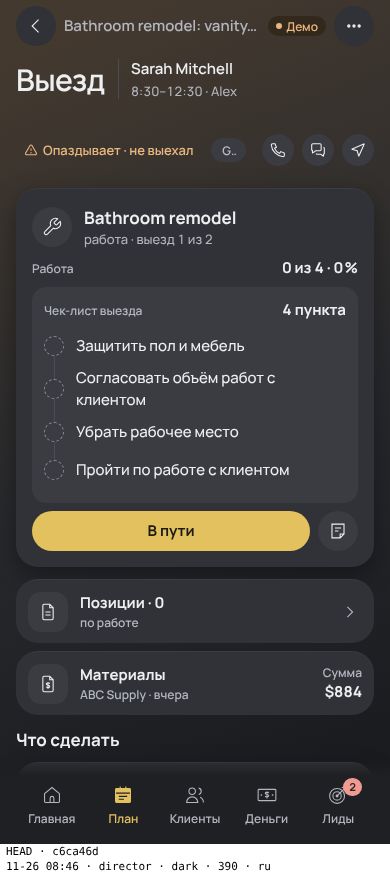 Bathroom remodel: vanity…
Демо
Выезд
Sarah Mitchell
8:30–12:30 · Alex
Опаздывает · не выехал
G..
Bathroom remodel
работа · выезд 1 из 2
Работа
0 из 4 · 0 %
Чек-лист выезда
4 пункта
Защитить пол и мебель
Согласовать объём работ с
клиентом
Убрать рабочее место
Пройти по работе с клиентом
В пути
Позиции · 0
по работе
Материалы
ABC Supply · вчера
Сумма
$884
Что сделать
2
Главная
План
Клиенты
Деньги
Лиды
HEAD · c6ca46d
11-26 08:46 · director · dark · 390 · ru